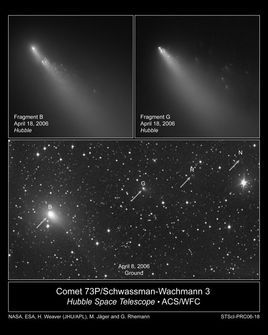 Fragment B
April 18, 2006
Hubble
Fragment G
April 18, 2006
Hubble
N
R
G
B
April 8, 2006
Ground
Comet 73P/Schwassman-Wachmann 3
Hubble Space Telescope • ACS/WFC
NASA, ESA, H. Weaver (JHU/APL), M. Jäger and G. Rhemann
STScI-PRC06-18